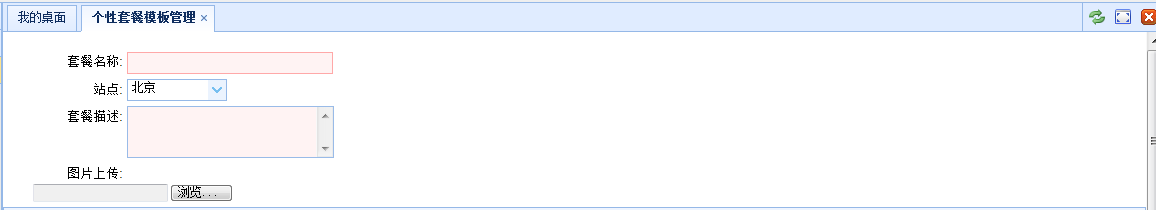 我的桌面 个性套餐模板管理 ×
套餐名称:
站点: 北京
套餐描述:
图片上传:
浏览...